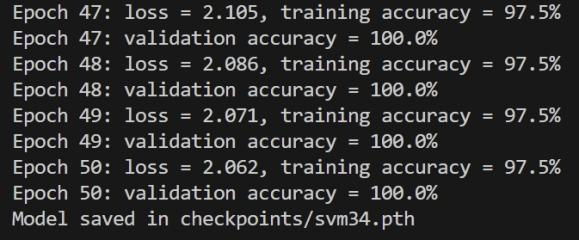 Epoch 47: loss = 2.105, training accuracy = 97.5%
Epoch 47: validation accuracy = 100.0%
Epoch 48: loss = 2.086, training accuracy = 97.5%
Epoch 48: validation accuracy = 100.0%
Epoch 49: loss = 2.071, training accuracy = 97.5%
Epoch 49: validation accuracy = 100.0%
Epoch 50: loss = 2.062, training accuracy = 97.5%
Epoch 50: validation accuracy = 100.0%
Model saved in checkpoints/svm34.pth